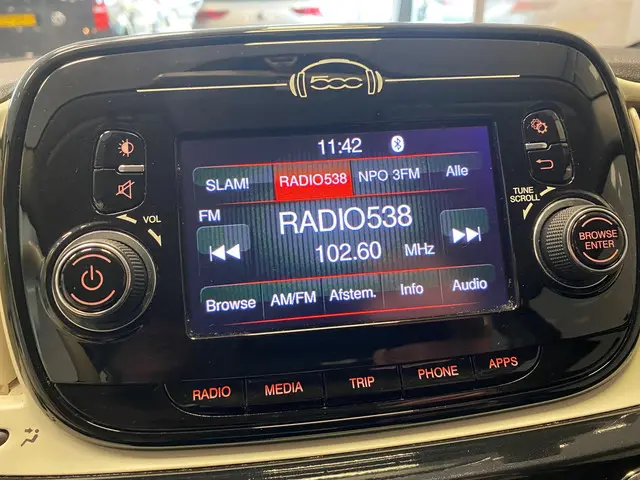 500
11:42
SLAM! RADIO538 NPO 3FM Alle
FM
RADIO538
102.60 MHz
Browse AM/FM Afstem. Info Audio
VOL
TUNE
SCROLL
BROWSE
ENTER
RADIO MEDIA TRIP PHONE APPS